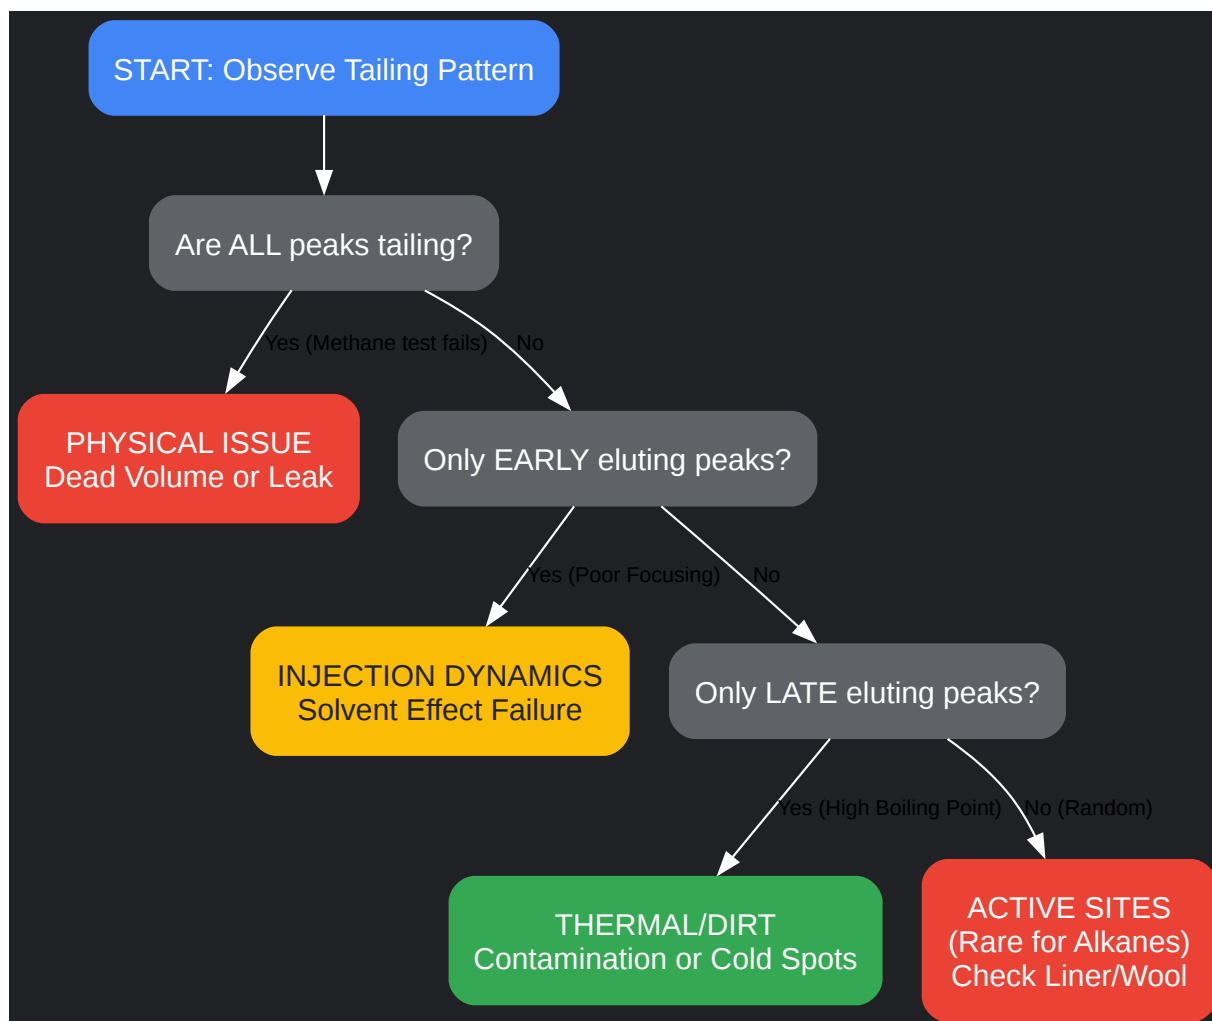 START: Observe Tailing Pattern
Are ALL peaks tailing?
Yes (Methane test fails)
No
PHYSICAL ISSUE
Dead Volume or Leak
Only EARLY eluting peaks?
Yes (Poor Focusing)
No
INJECTION DYNAMICS
Solvent Effect Failure
Only LATE eluting peaks?
Yes (High Boiling Point)
No (Random)
THERMAL/DIRT
Contamination or Cold Spots
ACTIVE SITES
(Rare for Alkanes)
Check Liner/Wool